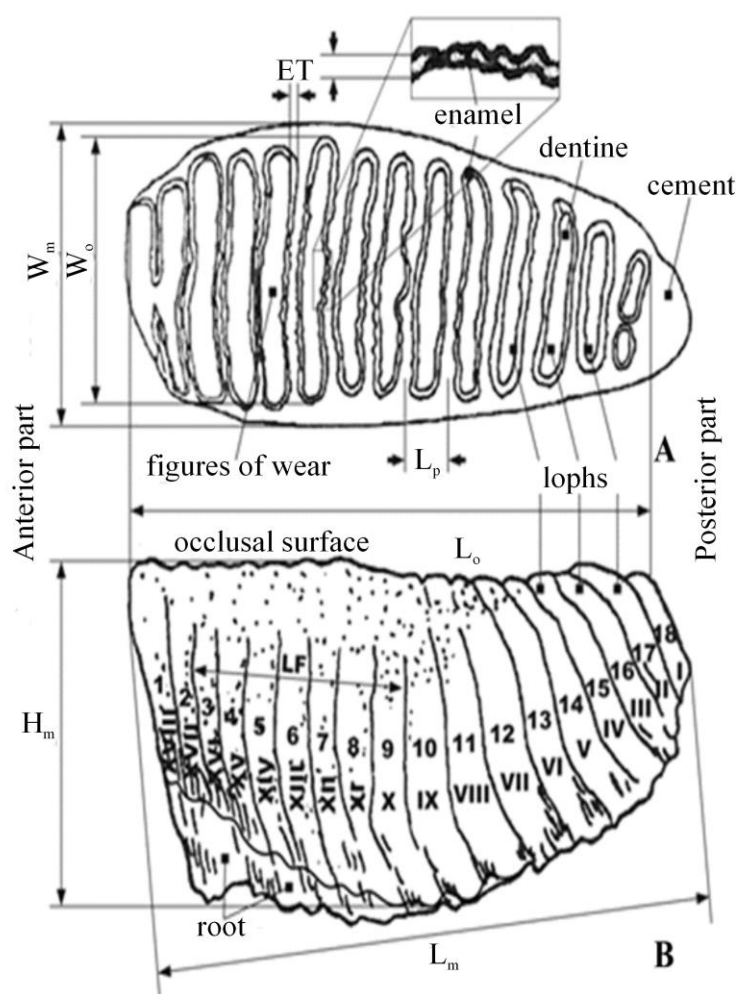 ET
enamel
dentine
cement
Wm
Wo
figures of wear
Lp
lophs
A
Anterior part
Posterior part
occlusal surface
Lo
Hm
LF
1 2 3 4 5 6 7 8 9 10 11 12 13 14 15 16 17 18
XVIII XVII XVI XV XIV XIII XII XI X IX VIII VII VI V IV III II I
root
Lm
B